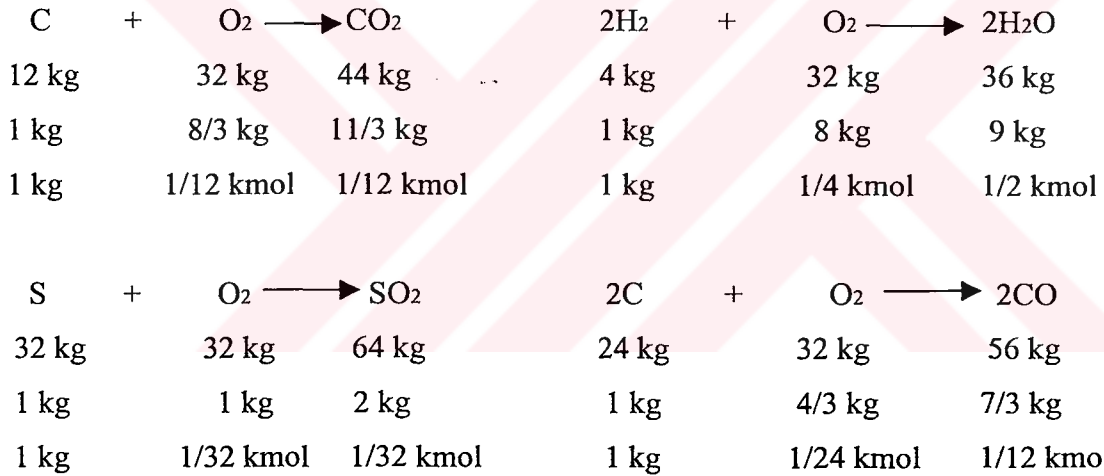 C + O₂ ⟶ CO₂ 2H₂ + O₂ ⟶ 2H₂O
12 kg 32 kg 44 kg 4 kg 32 kg 36 kg
1 kg 8/3 kg 11/3 kg 1 kg 8 kg 9 kg
1 kg 1/12 kmol 1/12 kmol 1 kg 1/4 kmol 1/2 kmol
S + O₂ ⟶ SO₂ 2C + O₂ ⟶ 2CO
32 kg 32 kg 64 kg 24 kg 32 kg 56 kg
1 kg 1 kg 2 kg 1 kg 4/3 kg 7/3 kg
1 kg 1/32 kmol 1/32 kmol 1 kg 1/24 kmol 1/12 kmo